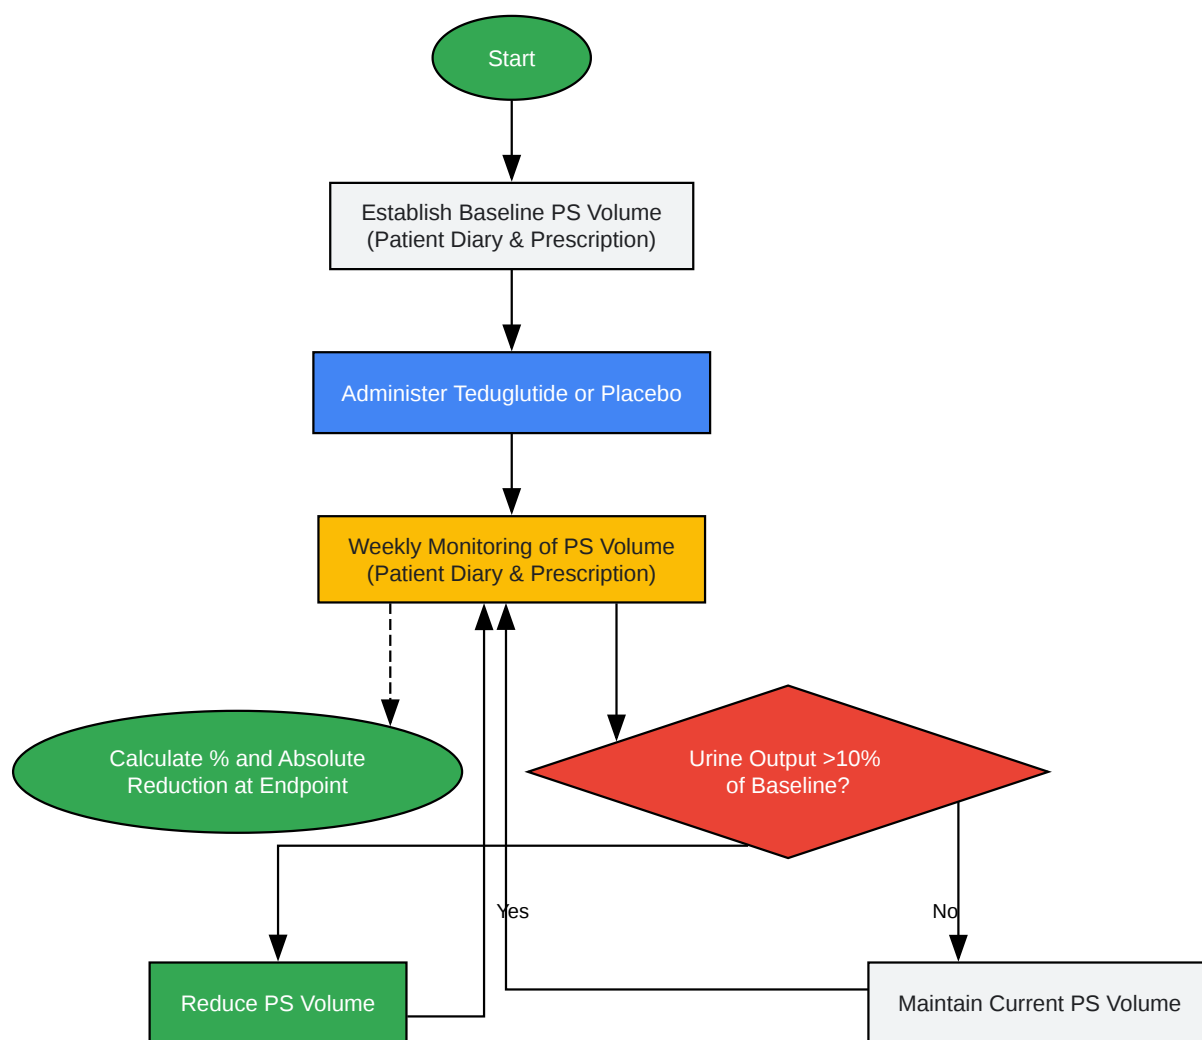 Start
Establish Baseline PS Volume
(Patient Diary & Prescription)
Administer Teduglutide or Placebo
Weekly Monitoring of PS Volume
(Patient Diary & Prescription)
Calculate % and Absolute
Reduction at Endpoint
Urine Output >10%
of Baseline?
Yes
No
Reduce PS Volume
Maintain Current PS Volume